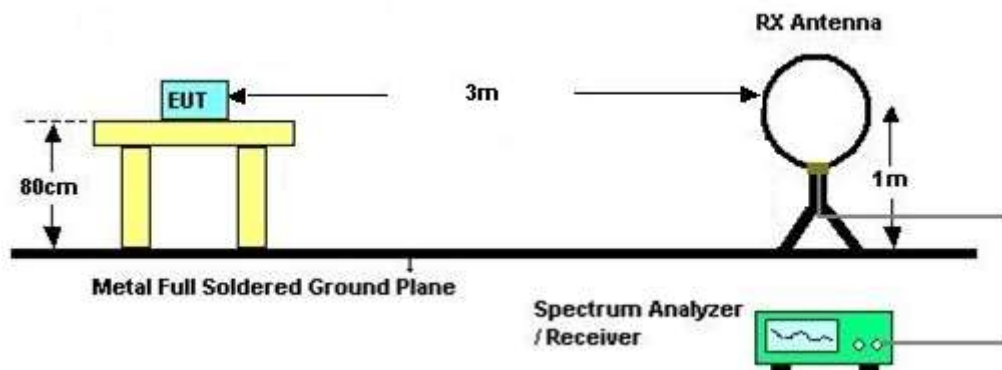 RX Antenna
EUT
3m
80cm
1m
Metal Full Soldered Ground Plane
Spectrum Analyzer
/ Receiver